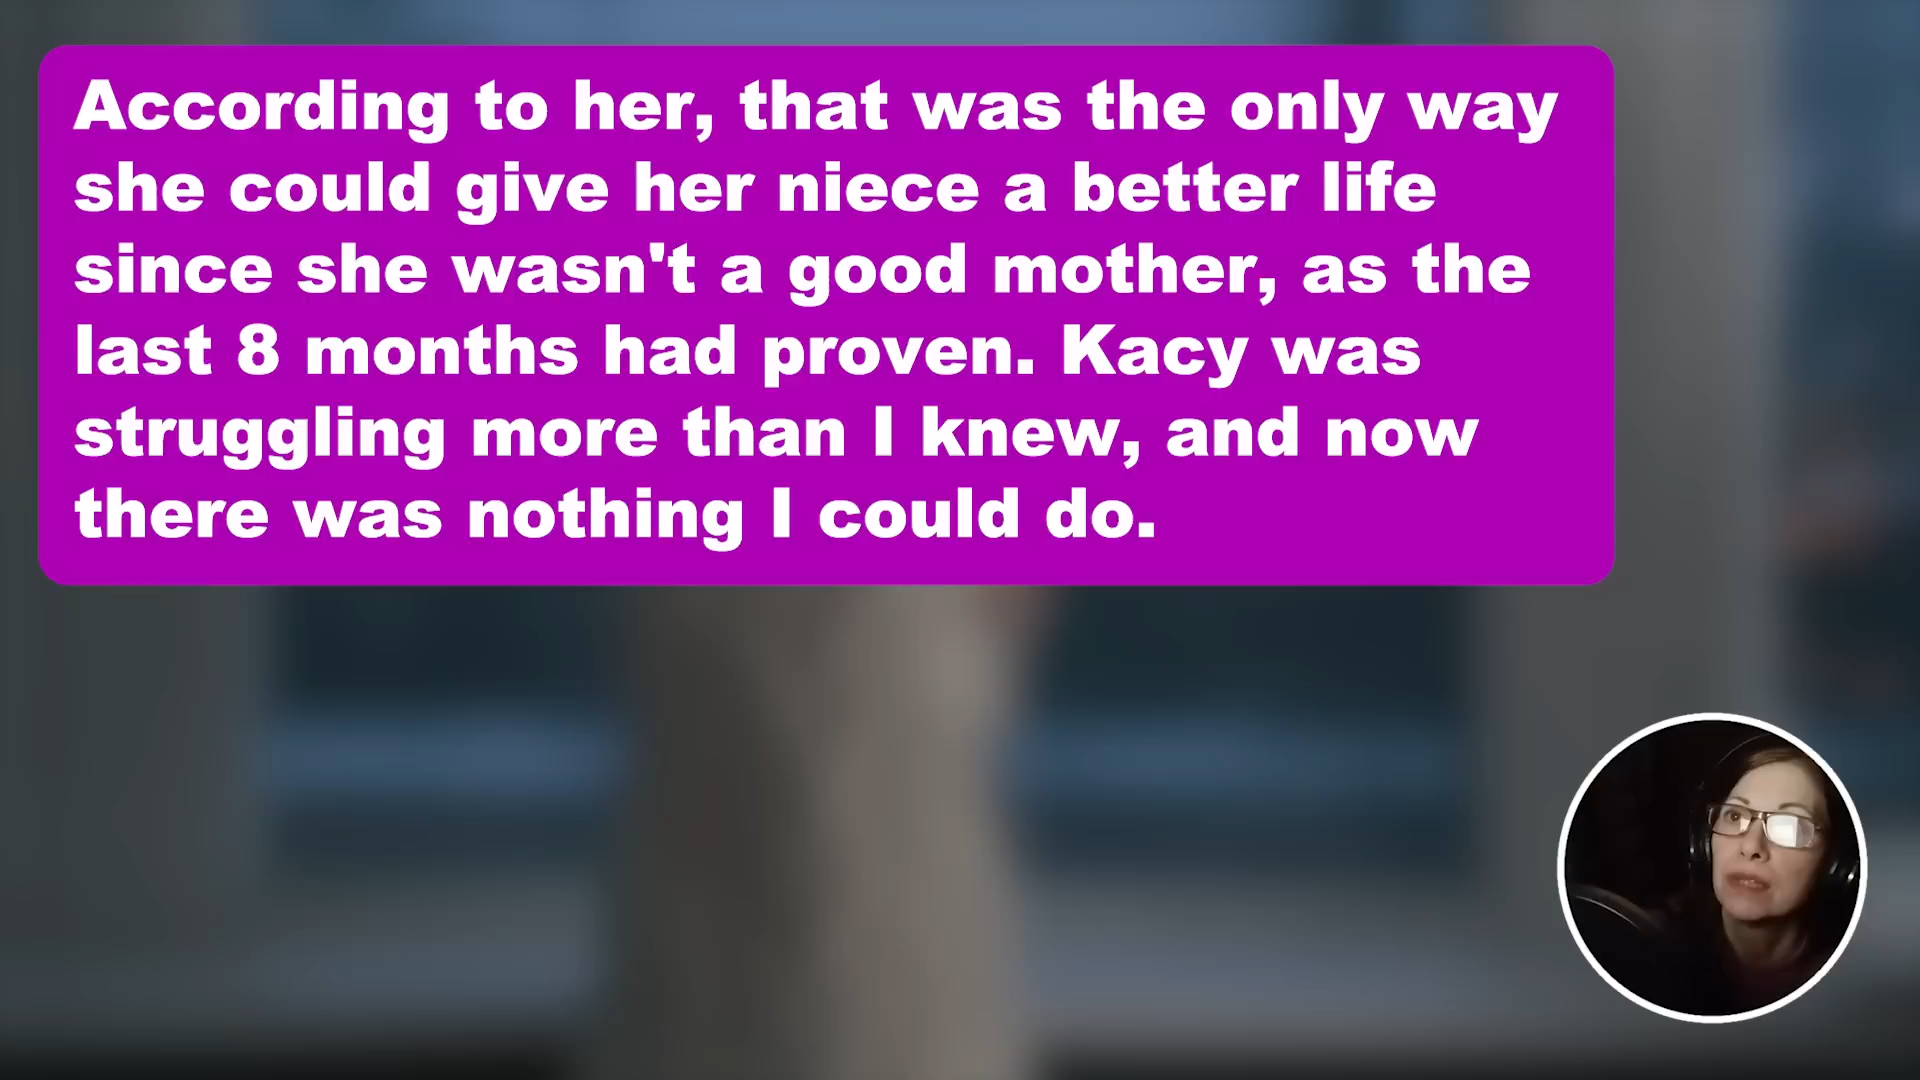 According to her, that was the only way
she could give her niece a better life
since she wasn't a good mother, as the
last 8 months had proven. Kacy was
struggling more than I knew, and now
there was nothing I could do.